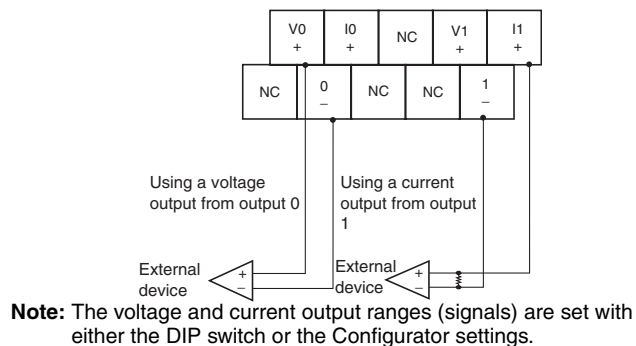 V0 I0 NC V1 I1
+ + + +
NC 0 NC NC 1
– –
Using a voltage
output from output 0
Using a current
output from output
1
External
device
+
–
External
device
+
–
Note: The voltage and current output ranges (signals) are set with
either the DIP switch or the Configurator settings.